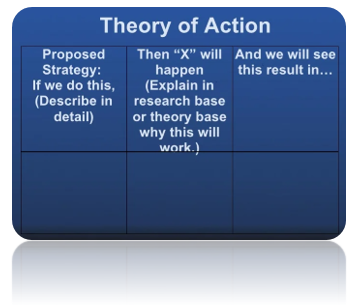 Theory of Action
Proposed
Strategy:
If we do this,
(Describe in
detail)
Then “X” will
happen
(Explain in
research base
or theory base
why this will
work.)
And we will see
this result in…